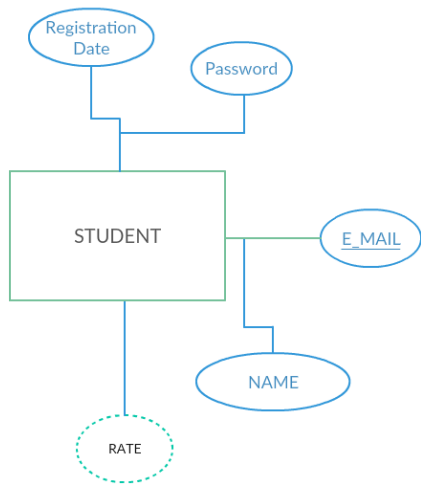 Registration
Date
Password
STUDENT
E_MAIL
NAME
RATE